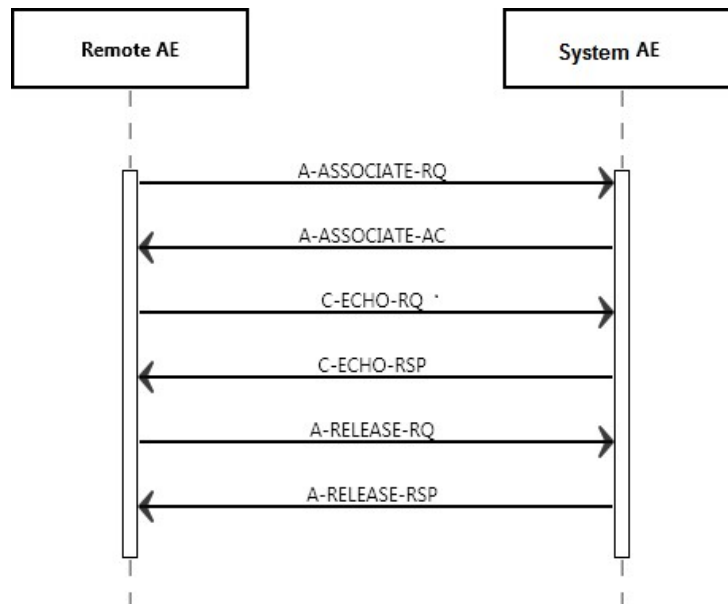 Remote AE
System AE
A-ASSOCIATE-RQ
A-ASSOCIATE-AC
C-ECHO-RQ
C-ECHO-RSP
A-RELEASE-RQ
A-RELEASE-RSP